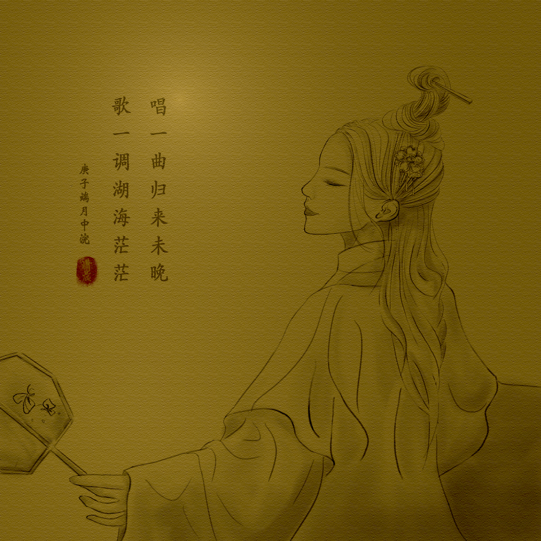 唱一曲归来未晚
歌一调湖海茫茫
庚子端月中浣